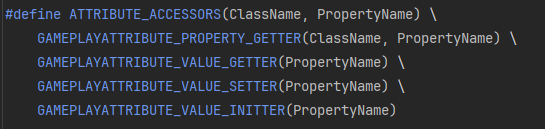 #define ATTRIBUTE_ACCESSORS(ClassName, PropertyName) \
GAMEPLAYATTRIBUTE_PROPERTY_GETTER(ClassName, PropertyName) \
GAMEPLAYATTRIBUTE_VALUE_GETTER(PropertyName) \
GAMEPLAYATTRIBUTE_VALUE_SETTER(PropertyName) \
GAMEPLAYATTRIBUTE_VALUE_INITTER(PropertyName)